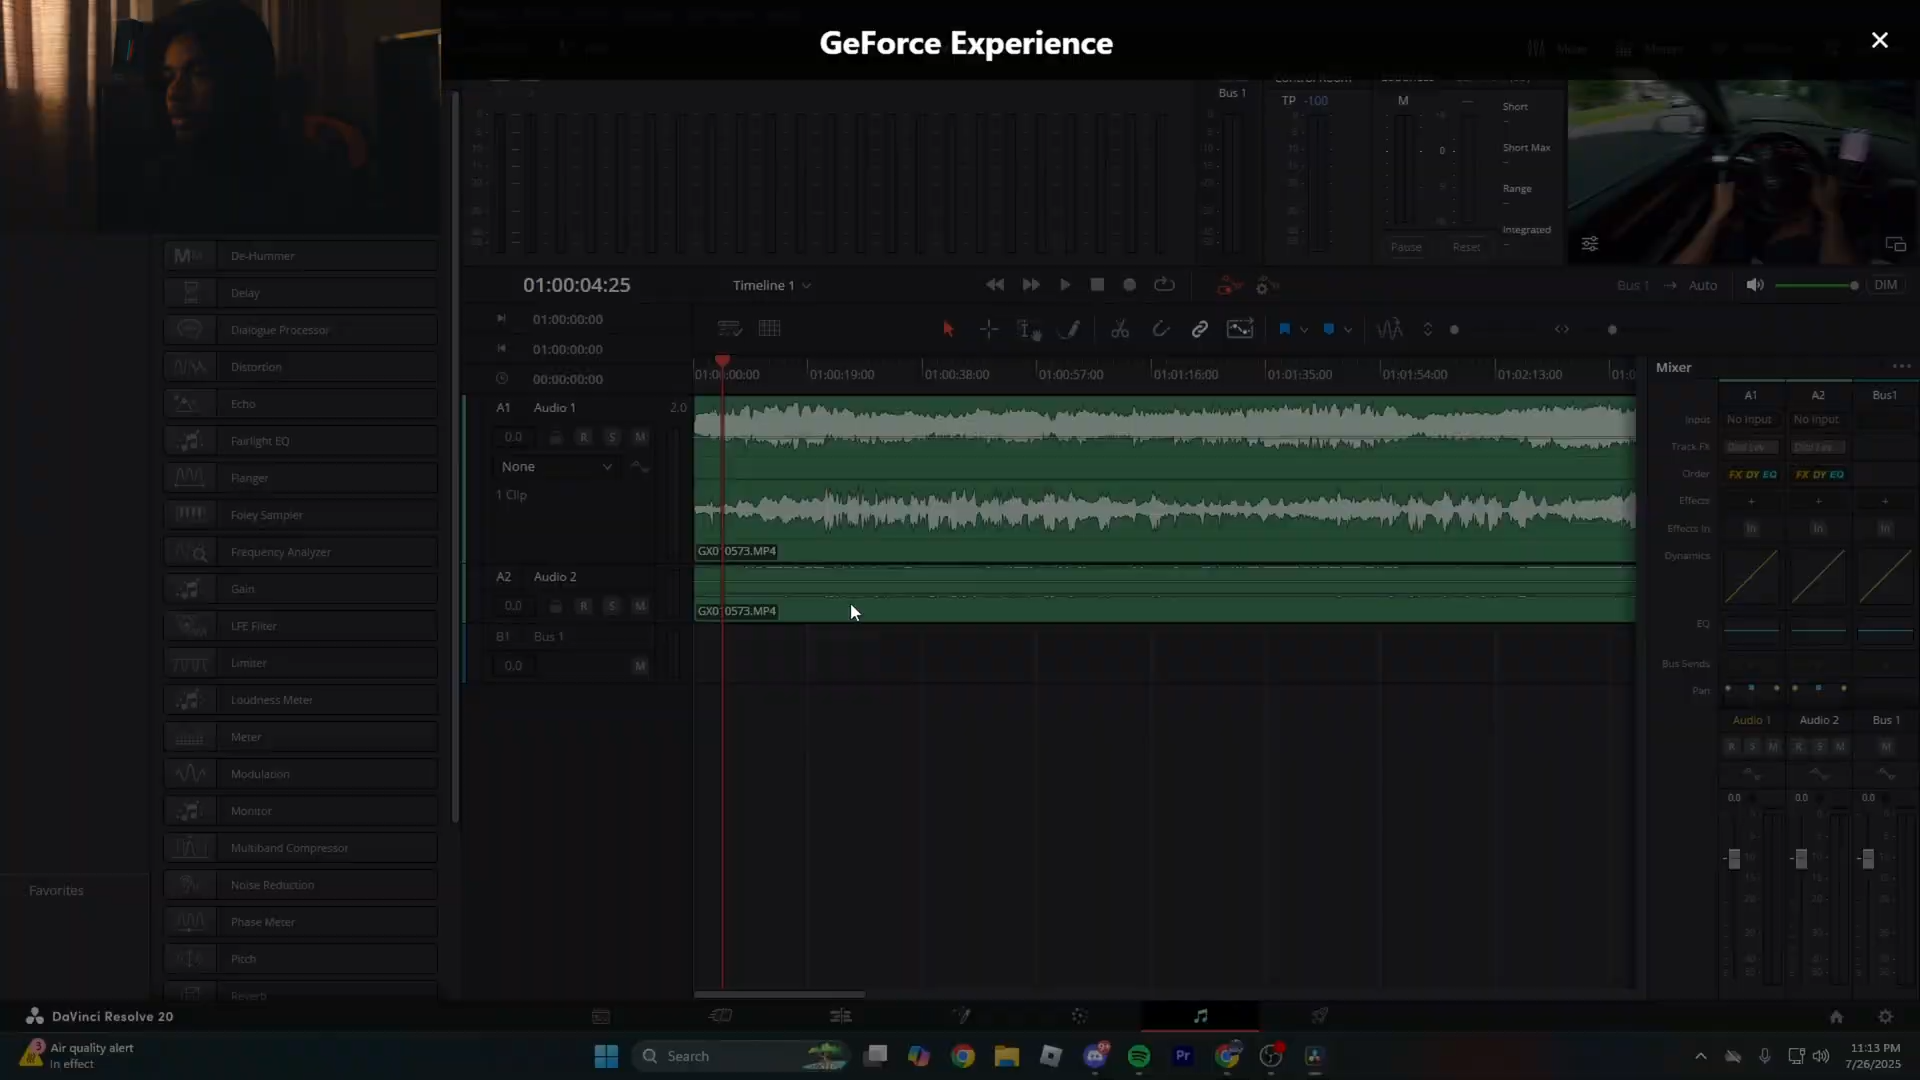 GeForce Experience
Bus 1
TP -100
M
Short
Short Max
Range
Integrated
Pause
Reset
0
01:00:04:25
Timeline 1
Bus 1 → Auto
DIM
De-Hummer
Delay
Dialogue Processor
Distortion
Echo
Fairlight EQ
Flanger
Foley Sampler
Frequency Analyzer
Gain
LFE Filter
Limiter
Loudness Meter
Meter
Modulation
Monitor
Multiband Compressor
Noise Reduction
Phase Meter
Pitch
Reverb
Favorites
01:00:00:00
01:00:00:00
00:00:00:00
01:00:00:00
01:00:19:00
01:00:38:00
01:00:57:00
01:01:16:00
01:01:35:00
01:01:54:00
01:02:13:00
A1 Audio 1 2.0
0.0 R S M
None
1 Clip
GX010573.MP4
A2 Audio 2
0.0 R S M
GX010573.MP4
B1 Bus 1
0.0 M
Mixer
A1 A2 Bus1
Input No Input No Input
Track FX
Order FX DY EQ FX DY EQ
Effects + + +
Effects In In In In
Dynamics
EQ
Bus Sends
Pan
Audio 1 Audio 2 Bus 1
R S M R S M M
0.0 0.0 0.0
DaVinci Resolve 20
Air quality alert
In effect
Search
Pr
11:13 PM
7/26/2025